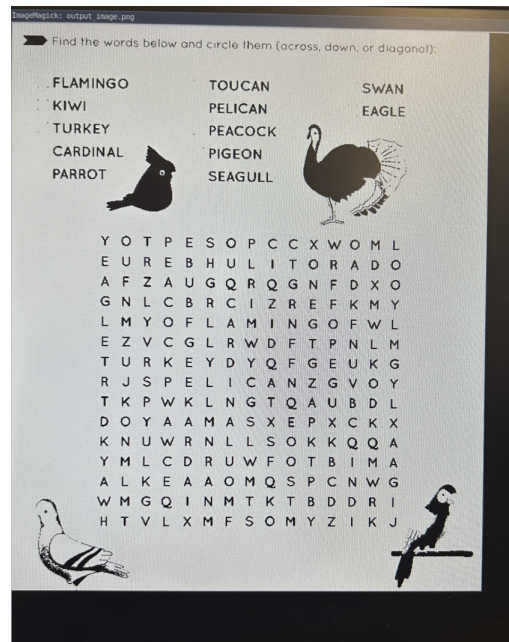 ImageMagick: output_image.png
Find the words below and circle them (across, down, or diagonal):
FLAMINGO TOUCAN SWAN
KIWI PELICAN EAGLE
TURKEY PEACOCK
CARDINAL PIGEON
PARROT SEAGULL
Y O T P E S O P C C X W O M L
E U R E B H U L I T O R A D O
A F Z A U G Q R Q G N F D X O
G N L C B R C I Z R E F K M Y
L M Y O F L A M I N G O F W L
E Z V C G L R W D F T P N L M
T U R K E Y D Y Q F G E U K G
R J S P E L I C A N Z G V O Y
T K P W K L N G T Q A U B D L
D O Y A A M A S X E P X C K X
K N U W R N L L S O K K Q Q A
Y M L C D R U W F O T B I M A
A L K E A A O M Q S P C N W G
W M G Q I N M T K T B D D R I
H T V L X M F S O M Y Z I K J